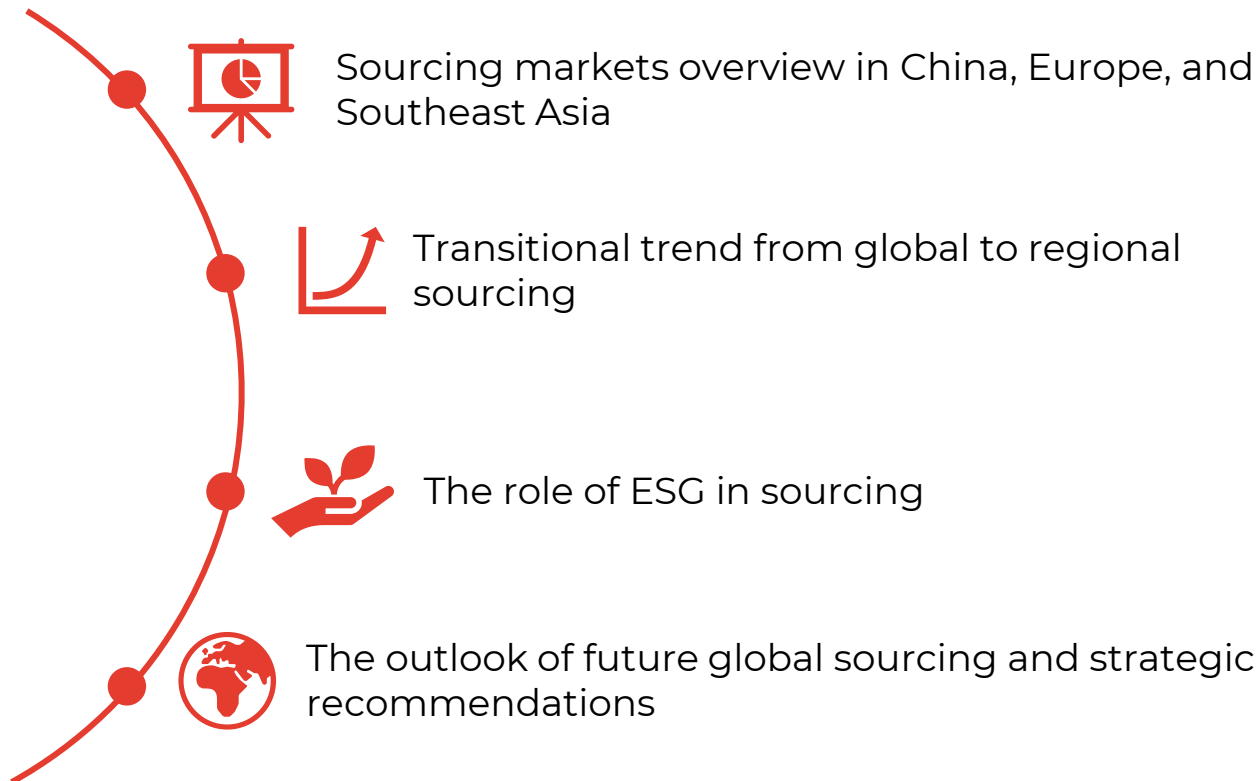 Sourcing markets overview in China, Europe, and
Southeast Asia
Transitional trend from global to regional
sourcing
The role of ESG in sourcing
The outlook of future global sourcing and strategic
recommendations